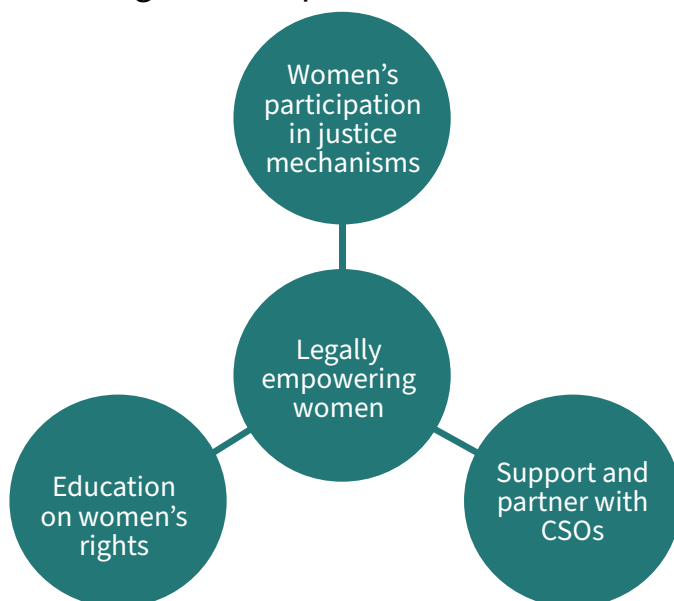 Women’s
participation
in justice
mechanisms
Legally
empowering
women
Education
on women’s
rights
Support and
partner with
CSOs